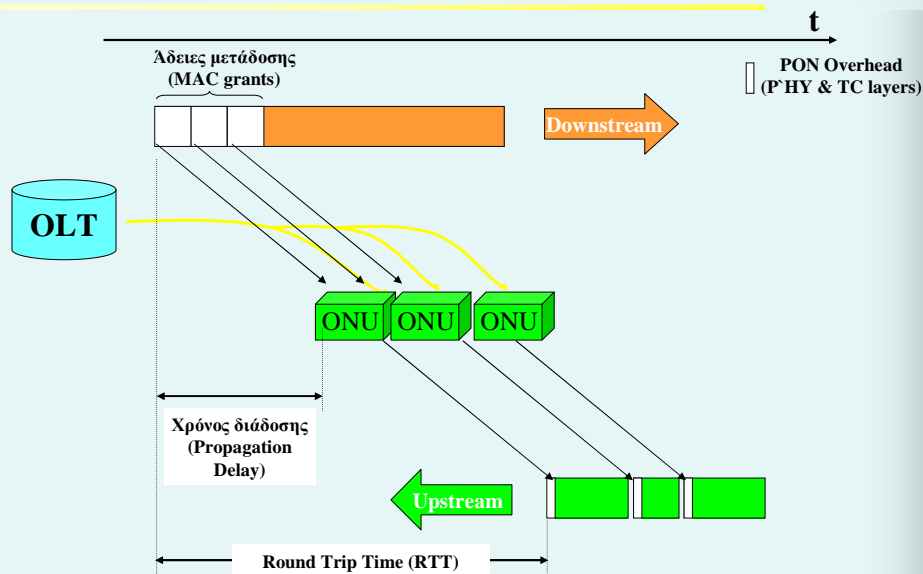 t
Άδειες μετάδοσης
(MAC grants)
PON Overhead
(P`HY & TC layers)
Downstream
OLT
ONU
ONU
ONU
Χρόνος διάδοσης
(Propagation
Delay)
Upstream
Round Trip Time (RTT)